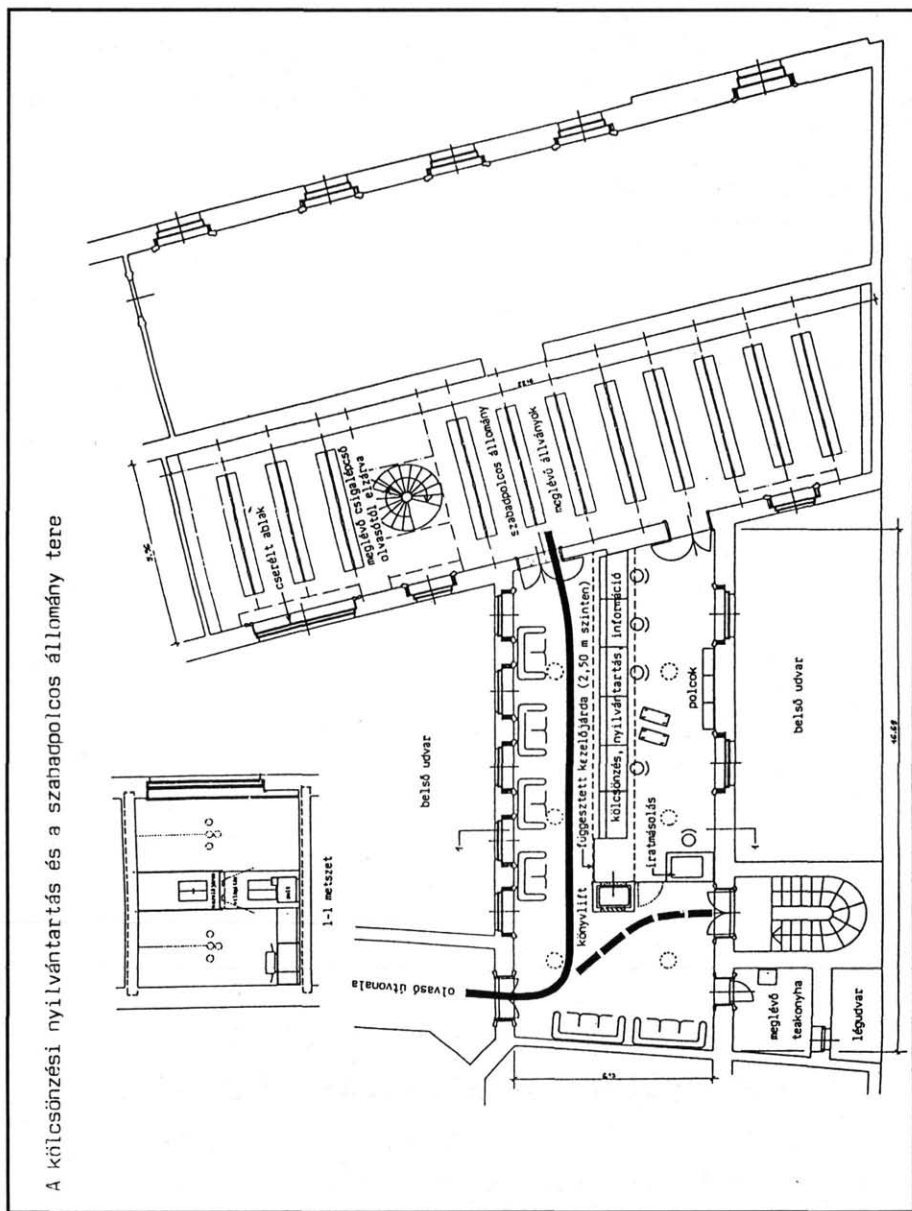 A kölcsönzési nyilvántartás és a szabadpolcos állomány tere
1-1 metszet
belső udvar
cserélt ablak
meglévő csigalépcső
olvasótól elzárva
szabadpolcos állomány
meglévő állványok
olvasó útvonala
függesztett kezelőjárda (2,50 m szinten)
kölcsönzés, nyilvántartás, információ
könyvlift
iratmásolás
polcok
1
1
belső udvar
meglévő
teakonyha
légudvar